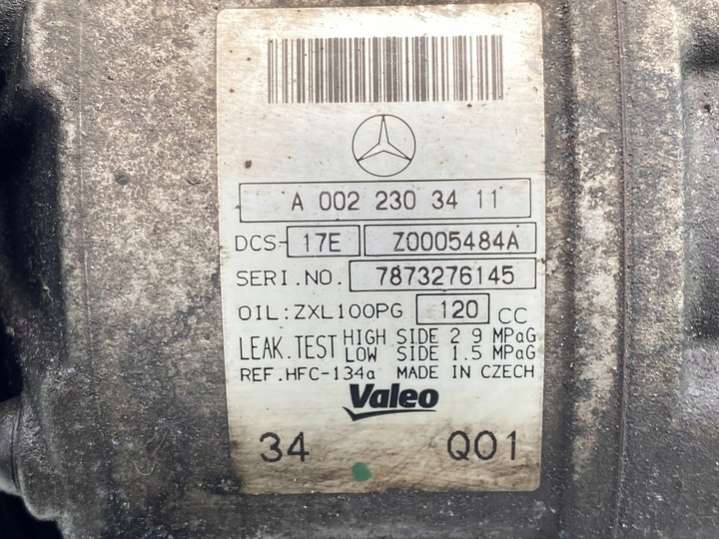 A 002 230 34 11
DCS-17E Z0005484A
SERI.NO. 7873276145
OIL:ZXL100PG 120 CC
LEAK.TEST HIGH SIDE 2 9 MPaG
LOW SIDE 1.5 MPaG
REF.HFC-134a MADE IN CZECH
Valeo
34 Q01